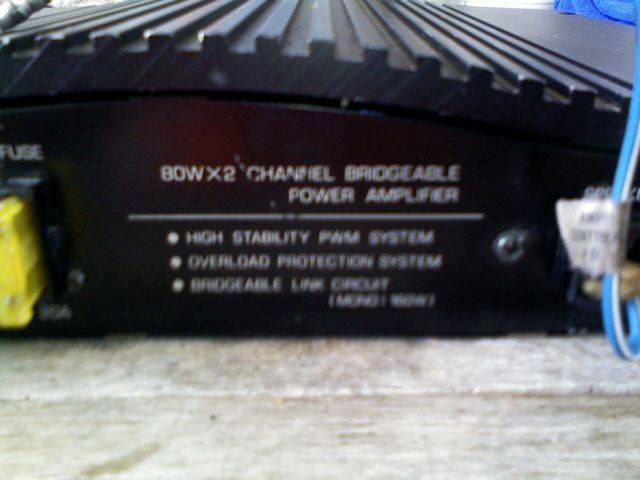 FUSE
80W×2 CHANNEL BRIDGEABLE
POWER AMPLIFIER
● HIGH STABILITY PWM SYSTEM
● OVERLOAD PROTECTION SYSTEM
● BRIDGEABLE LINK CIRCUIT
(MONO : 160W)